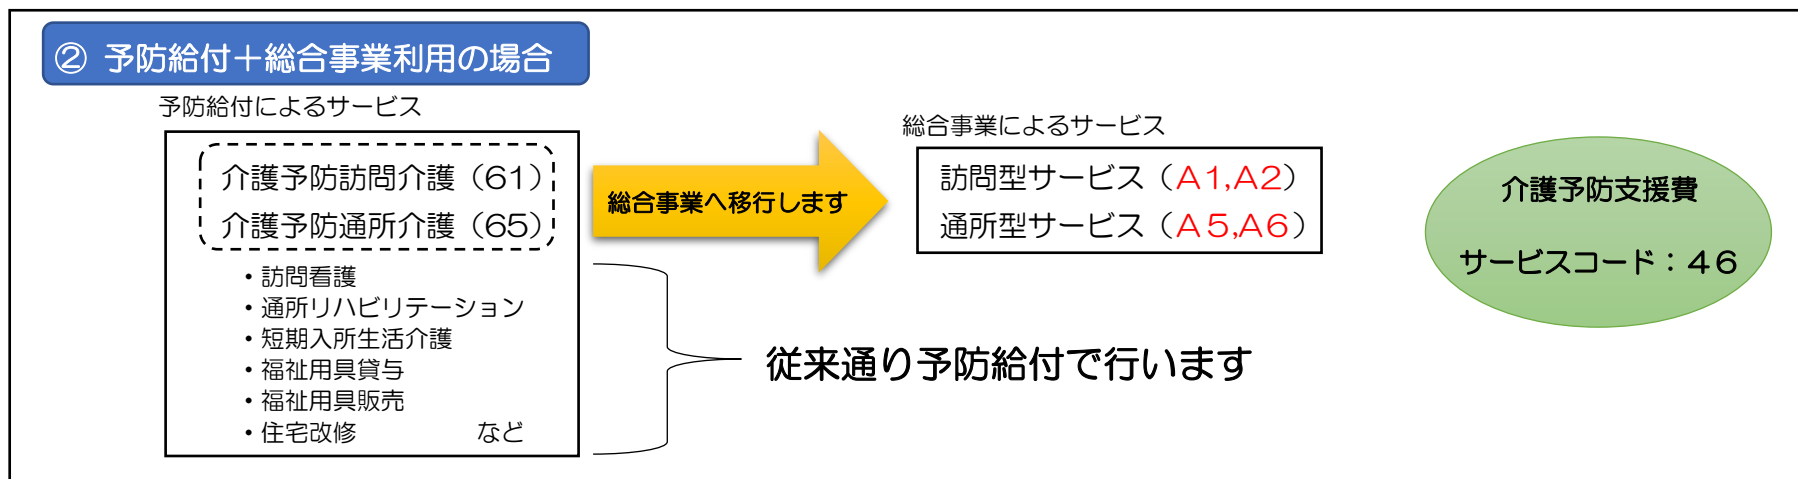 ② 予防給付＋総合事業利用の場合
予防給付によるサービス
介護予防訪問介護（61）
介護予防通所介護（65）
・訪問看護
・通所リハビリテーション
・短期入所生活介護
・福祉用具貸与
・福祉用具販売
・住宅改修　　　　　など
総合事業へ移行します
総合事業によるサービス
訪問型サービス（A1,A2）
通所型サービス（A5,A6）
従来通り予防給付で行います
介護予防支援費
サービスコード：４６